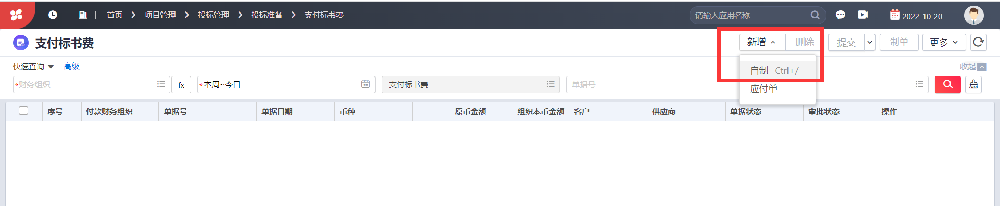 首页 项目管理 投标管理 投标准备 支付标书费 请输入应用名称 2022-10-20
支付标书费 新增 删除 提交 制单 更多
快速查询 高级 收起
*财务组织 fx *本周~今日 支付标书费 单据号
自制 Ctrl+/
应付单
序号 付款财务组织 单据号 单据日期 币种 原币金额 组织本币金额 客户 供应商 单据状态 审批状态 操作